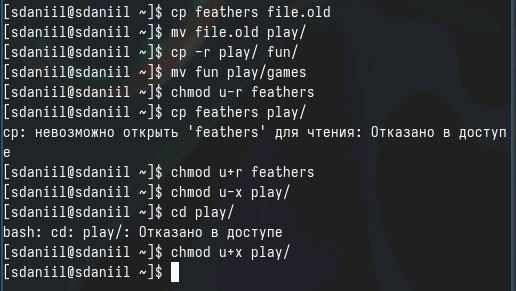 [sdaniil@sdaniil ~]$ cp feathers file.old
[sdaniil@sdaniil ~]$ mv file.old play/
[sdaniil@sdaniil ~]$ cp -r play/ fun/
[sdaniil@sdaniil ~]$ mv fun play/games
[sdaniil@sdaniil ~]$ chmod u-r feathers
[sdaniil@sdaniil ~]$ cp feathers play/
cp: невозможно открыть 'feathers' для чтения: Отказано в доступ
е
[sdaniil@sdaniil ~]$ chmod u+r feathers
[sdaniil@sdaniil ~]$ chmod u-x play/
[sdaniil@sdaniil ~]$ cd play/
bash: cd: play/: Отказано в доступе
[sdaniil@sdaniil ~]$ chmod u+x play/
[sdaniil@sdaniil ~]$